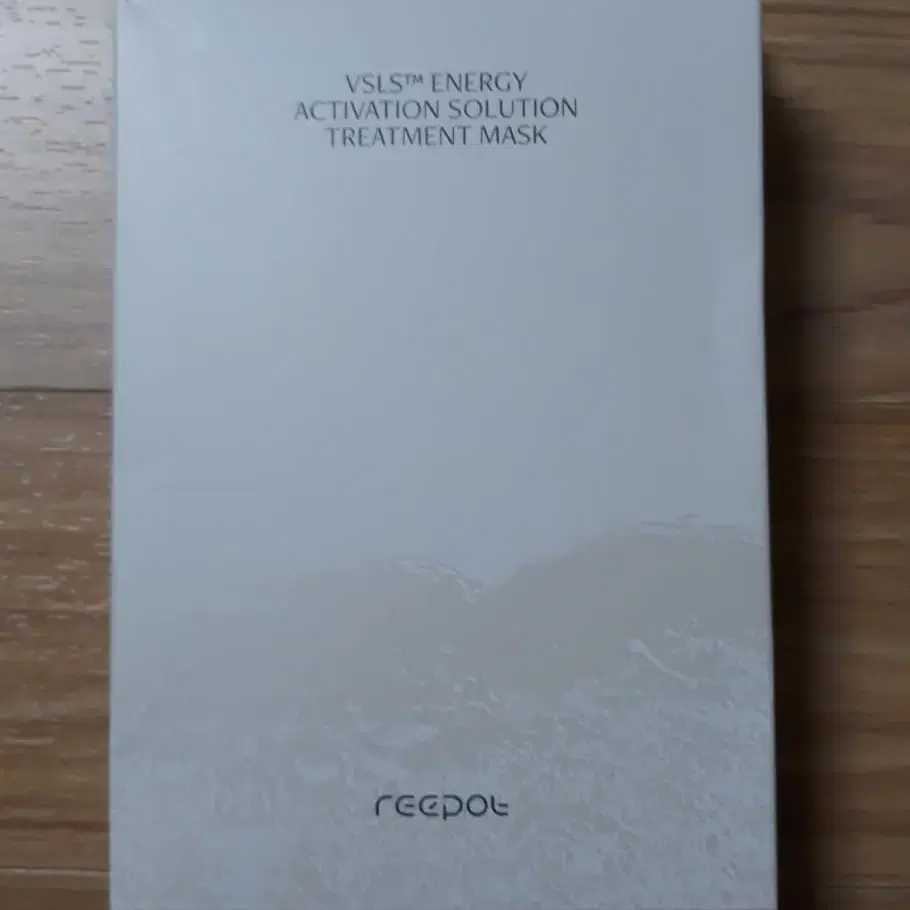 VSLS™ ENERGY
ACTIVATION SOLUTION
TREATMENT MASK
reepot